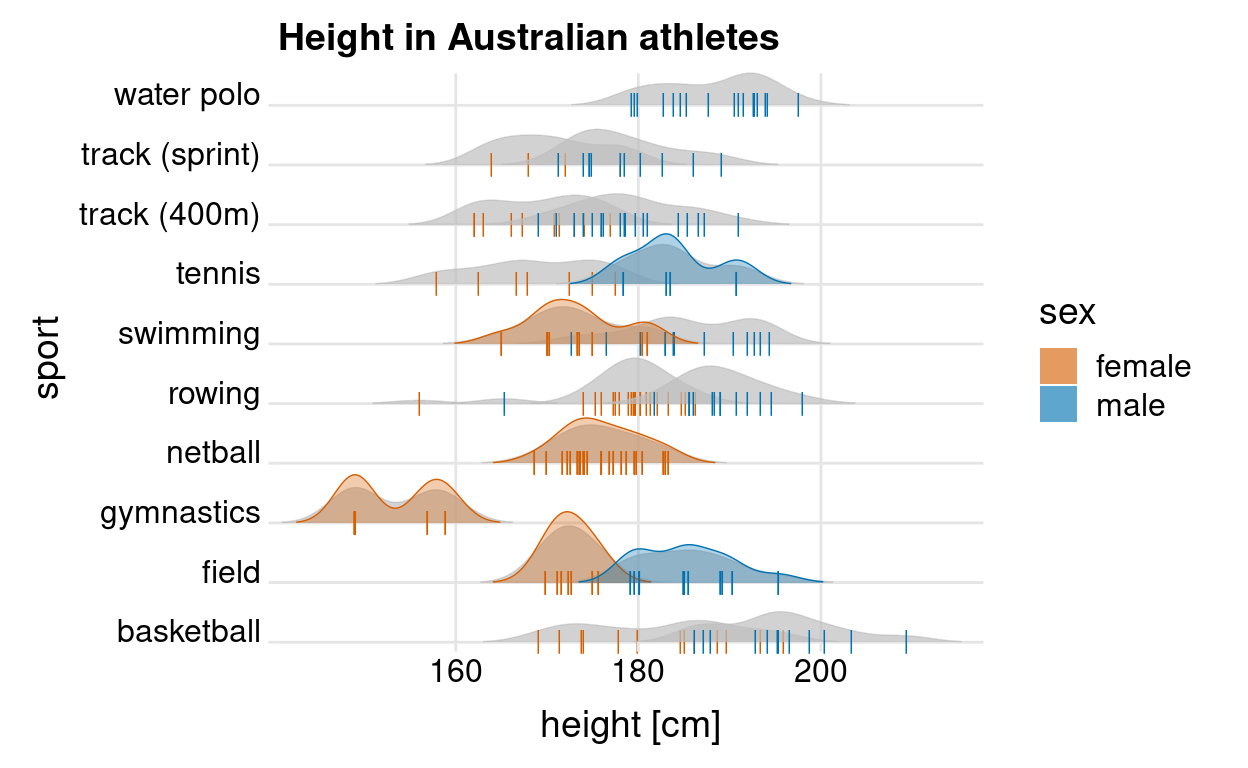 Height in Australian athletes
water polo
track (sprint)
track (400m)
tennis
swimming
rowing
netball
gymnastics
field
basketball
sport
160 180 200
height [cm]
sex
female
male